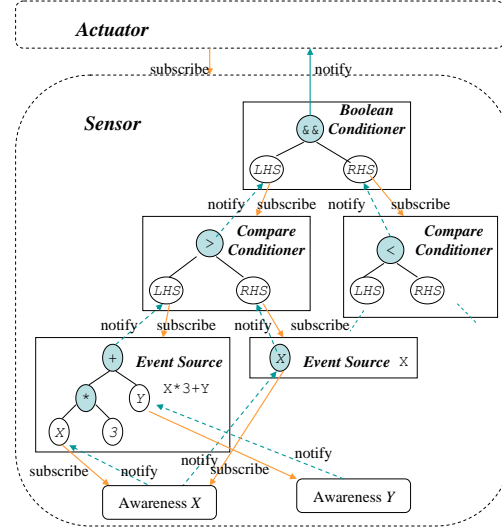 Actuator
subscribe
notify
Sensor
Boolean
Conditioner
&&
LHS
RHS
notify
subscribe
notify
subscribe
>
Compare
Conditioner
<
Compare
Conditioner
LHS
RHS
LHS
RHS
notify
subscribe
notify
subscribe
+
Event Source
X
Event Source X
*
Y
X*3+Y
X
3
subscribe
notify
notify
subscribe
notify
Awareness X
Awareness Y